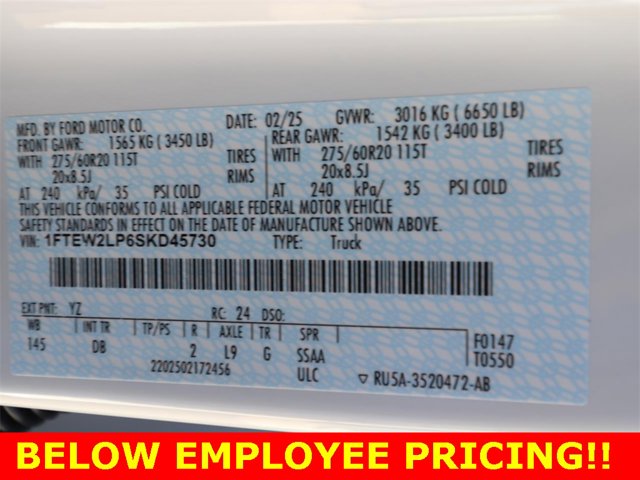 MFD. BY FORD MOTOR CO. DATE: 02/25 GVWR: 3016 KG ( 6650 LB)
FRONT GAWR: 1565 KG ( 3450 LB) REAR GAWR: 1542 KG ( 3400 LB)
WITH 275/60R20 115T TIRES WITH 275/60R20 115T TIRES
20x8.5J RIMS 20x8.5J RIMS
AT 240 kPa/ 35 PSI COLD AT 240 kPa/ 35 PSI COLD
THIS VEHICLE CONFORMS TO ALL APPLICABLE FEDERAL MOTOR VEHICLE
SAFETY STANDARDS IN EFFECT ON THE DATE OF MANUFACTURE SHOWN ABOVE.
VIN: 1FTEW2LP6SKD45730 TYPE: Truck
EXT PNT: YZ RC: 24 DSO:
WB INT TR TP/PS R AXLE TR SPR F0147
145 DB 2 L9 G SSAA T0550
2202502172456 ULC ▽ RU5A-3520472-AB
BELOW EMPLOYEE PRICING!!